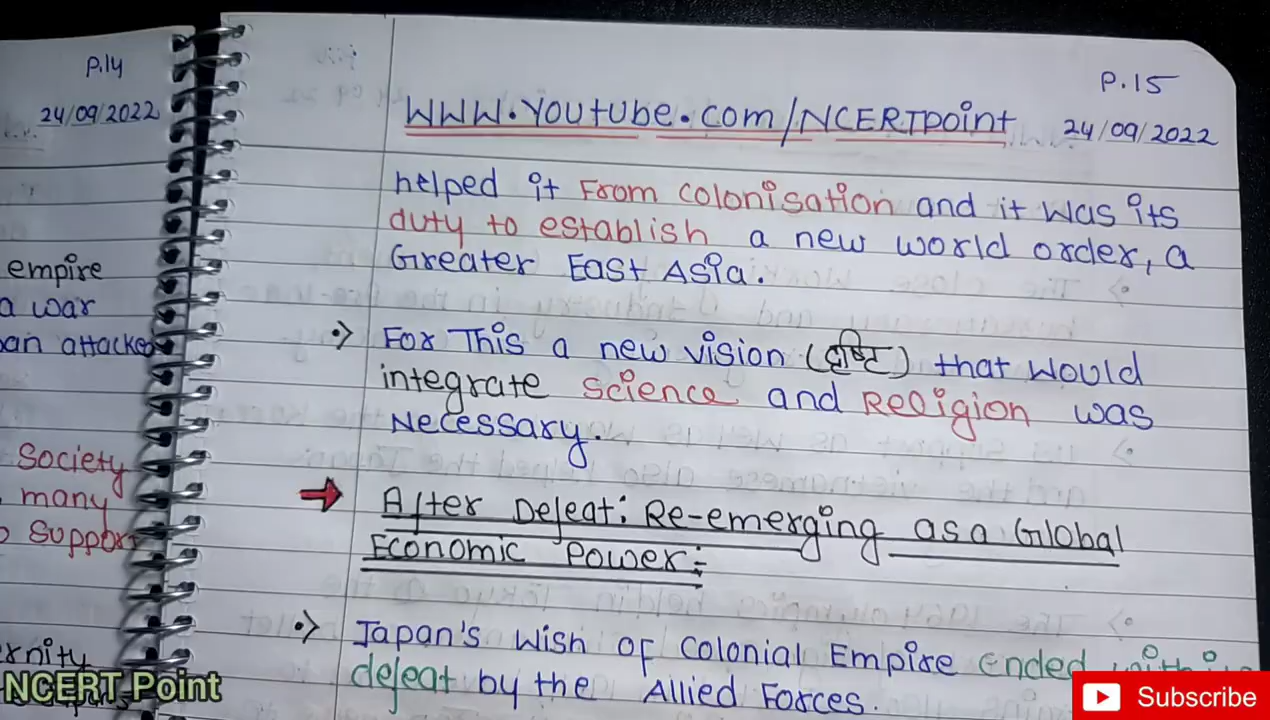 P.14
24/09/2022
empire
a war
an attacked
Society
many
Support
P.15
WWW.Youtube.com/NCERTPoint 24/09/2022
helped it From colonisation and it was its
duty to establish a new world order, a
Greater East Asia.
For This a new vision (दृष्टि) that would
integrate science and Religion was
Necessary.
After Defeat: Re-emerging as a Global
Economic Power:
Japan's Wish of Colonial Empire ended with
defeat by the Allied Forces.
NCERT Point
Subscribe